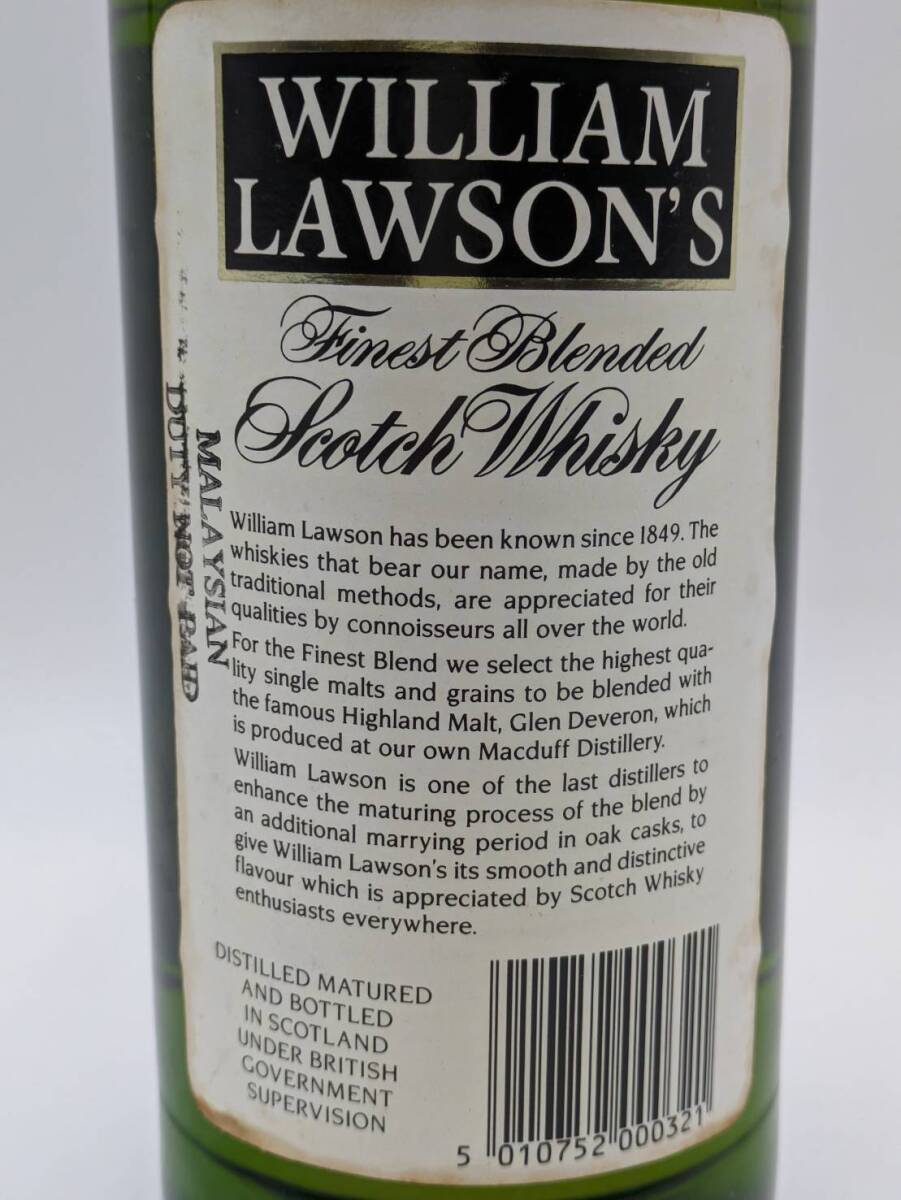 WILLIAM
LAWSON'S
Finest Blended
Scotch Whisky
William Lawson has been known since 1849. The
whiskies that bear our name, made by the old
traditional methods, are appreciated for their
qualities by connoisseurs all over the world.
For the Finest Blend we select the highest qua-
lity single malts and grains to be blended with
the famous Highland Malt, Glen Deveron, which
is produced at our own Macduff Distillery.
William Lawson is one of the last distillers to
enhance the maturing process of the blend by
an additional marrying period in oak casks, to
give William Lawson's its smooth and distinctive
flavour which is appreciated by Scotch Whisky
enthusiasts everywhere.
DISTILLED MATURED
AND BOTTLED
IN SCOTLAND
UNDER BRITISH
GOVERNMENT
SUPERVISION
5 010752 000321
MALAYSIAN
DUTY NOT PAID